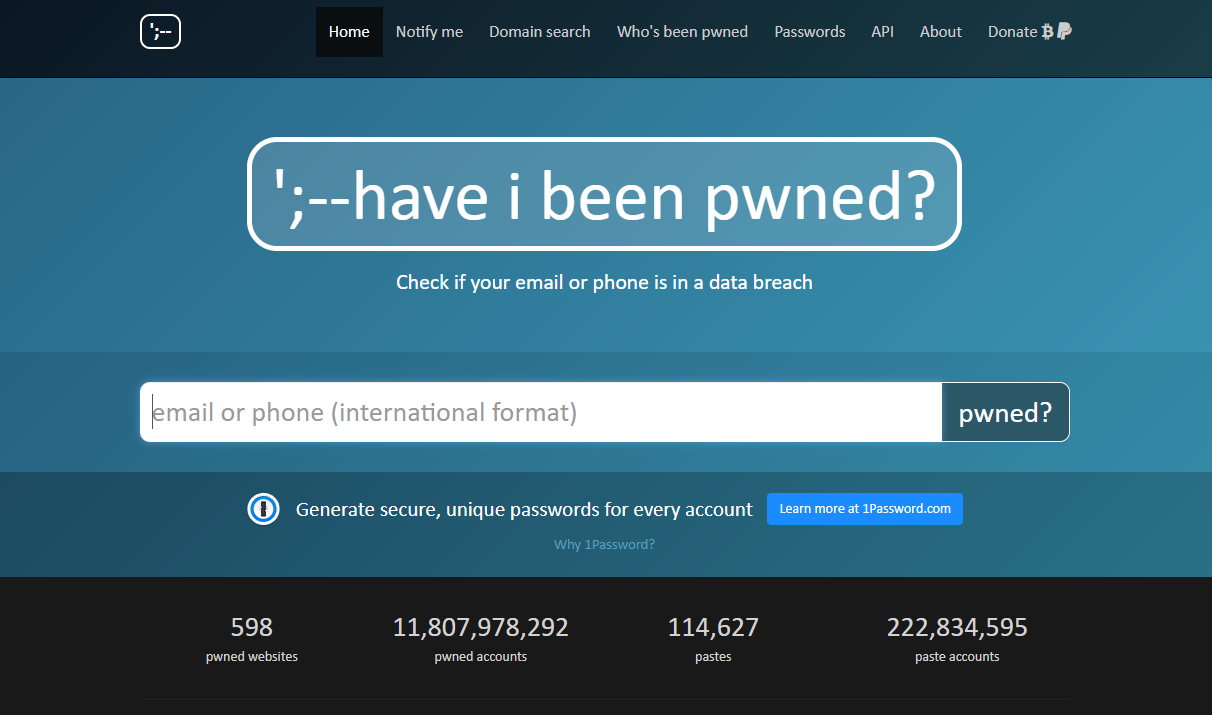 ';--
Home Notify me Domain search Who's been pwned Passwords API About Donate
';--have i been pwned?
Check if your email or phone is in a data breach
email or phone (international format) pwned?
Generate secure, unique passwords for every account Learn more at 1Password.com
Why 1Password?
598 11,807,978,292 114,627 222,834,595
pwned websites pwned accounts pastes paste accounts